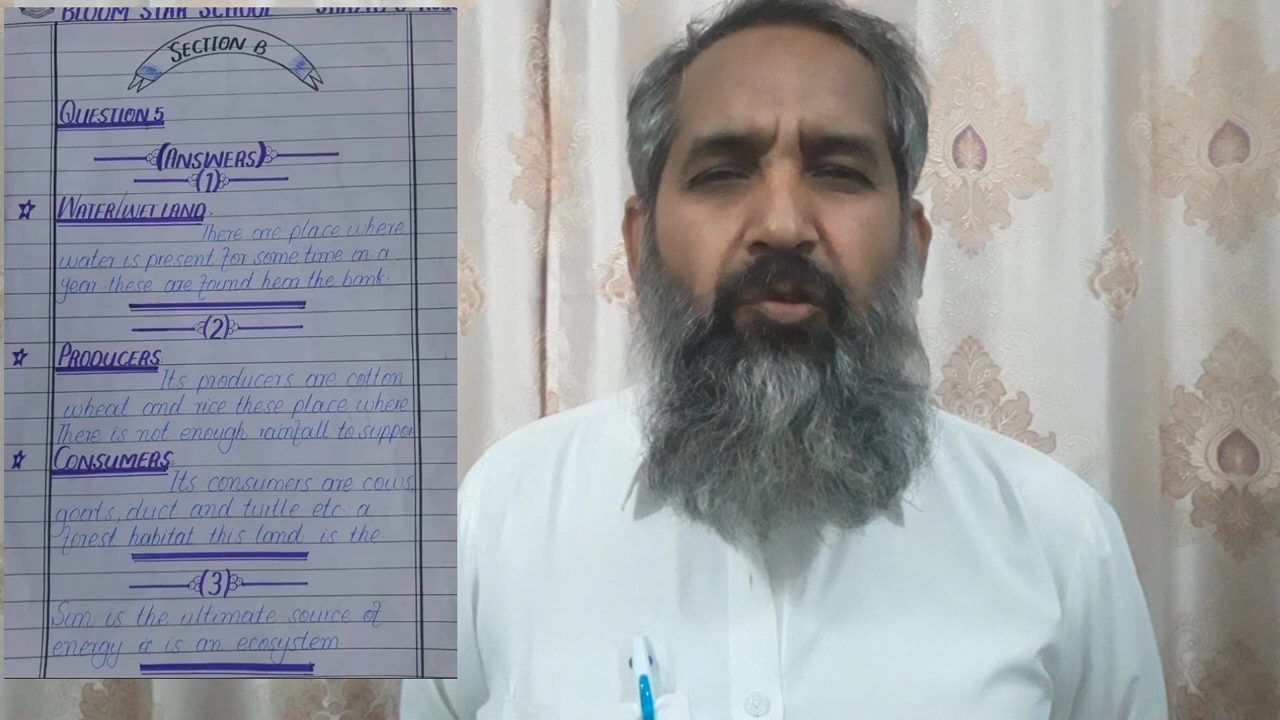 BLOOM STAR SCHOOL
SECTION B
QUESTION 5
(ANSWERS)
(1)
WATER/WET LAND
There are place where
water is present for some time in a
year these are found hem the bank.
(2)
PRODUCERS
Its producers are cotton
wheat and rice these place where
There is not enough rainfall to suppor
CONSUMERS
Its consumers are cows,
goats, duct and turtle etc. a
forest habitat this land is the
(3)
Sun is the ultimate source of
energy is an ecosystem.